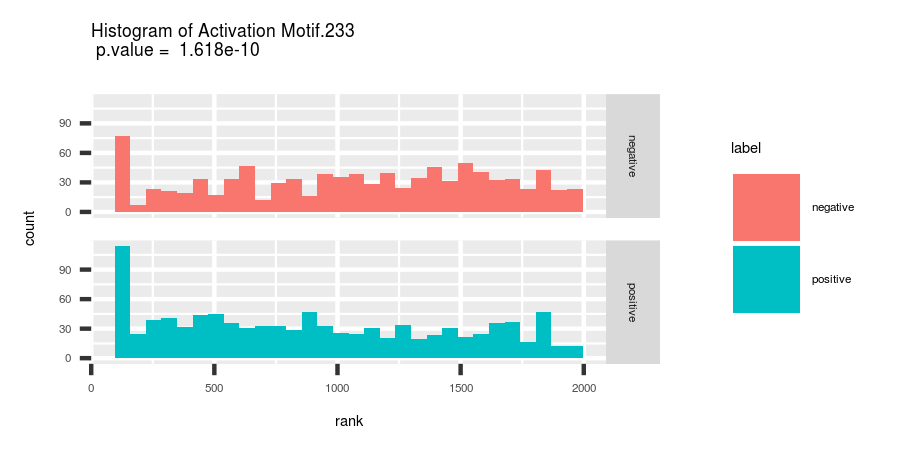 Histogram of Activation Motif.233
p.value = 1.618e-10
count
90
60
30
0
negative
90
60
30
0
positive
0 500 1000 1500 2000
rank
label
negative
positive